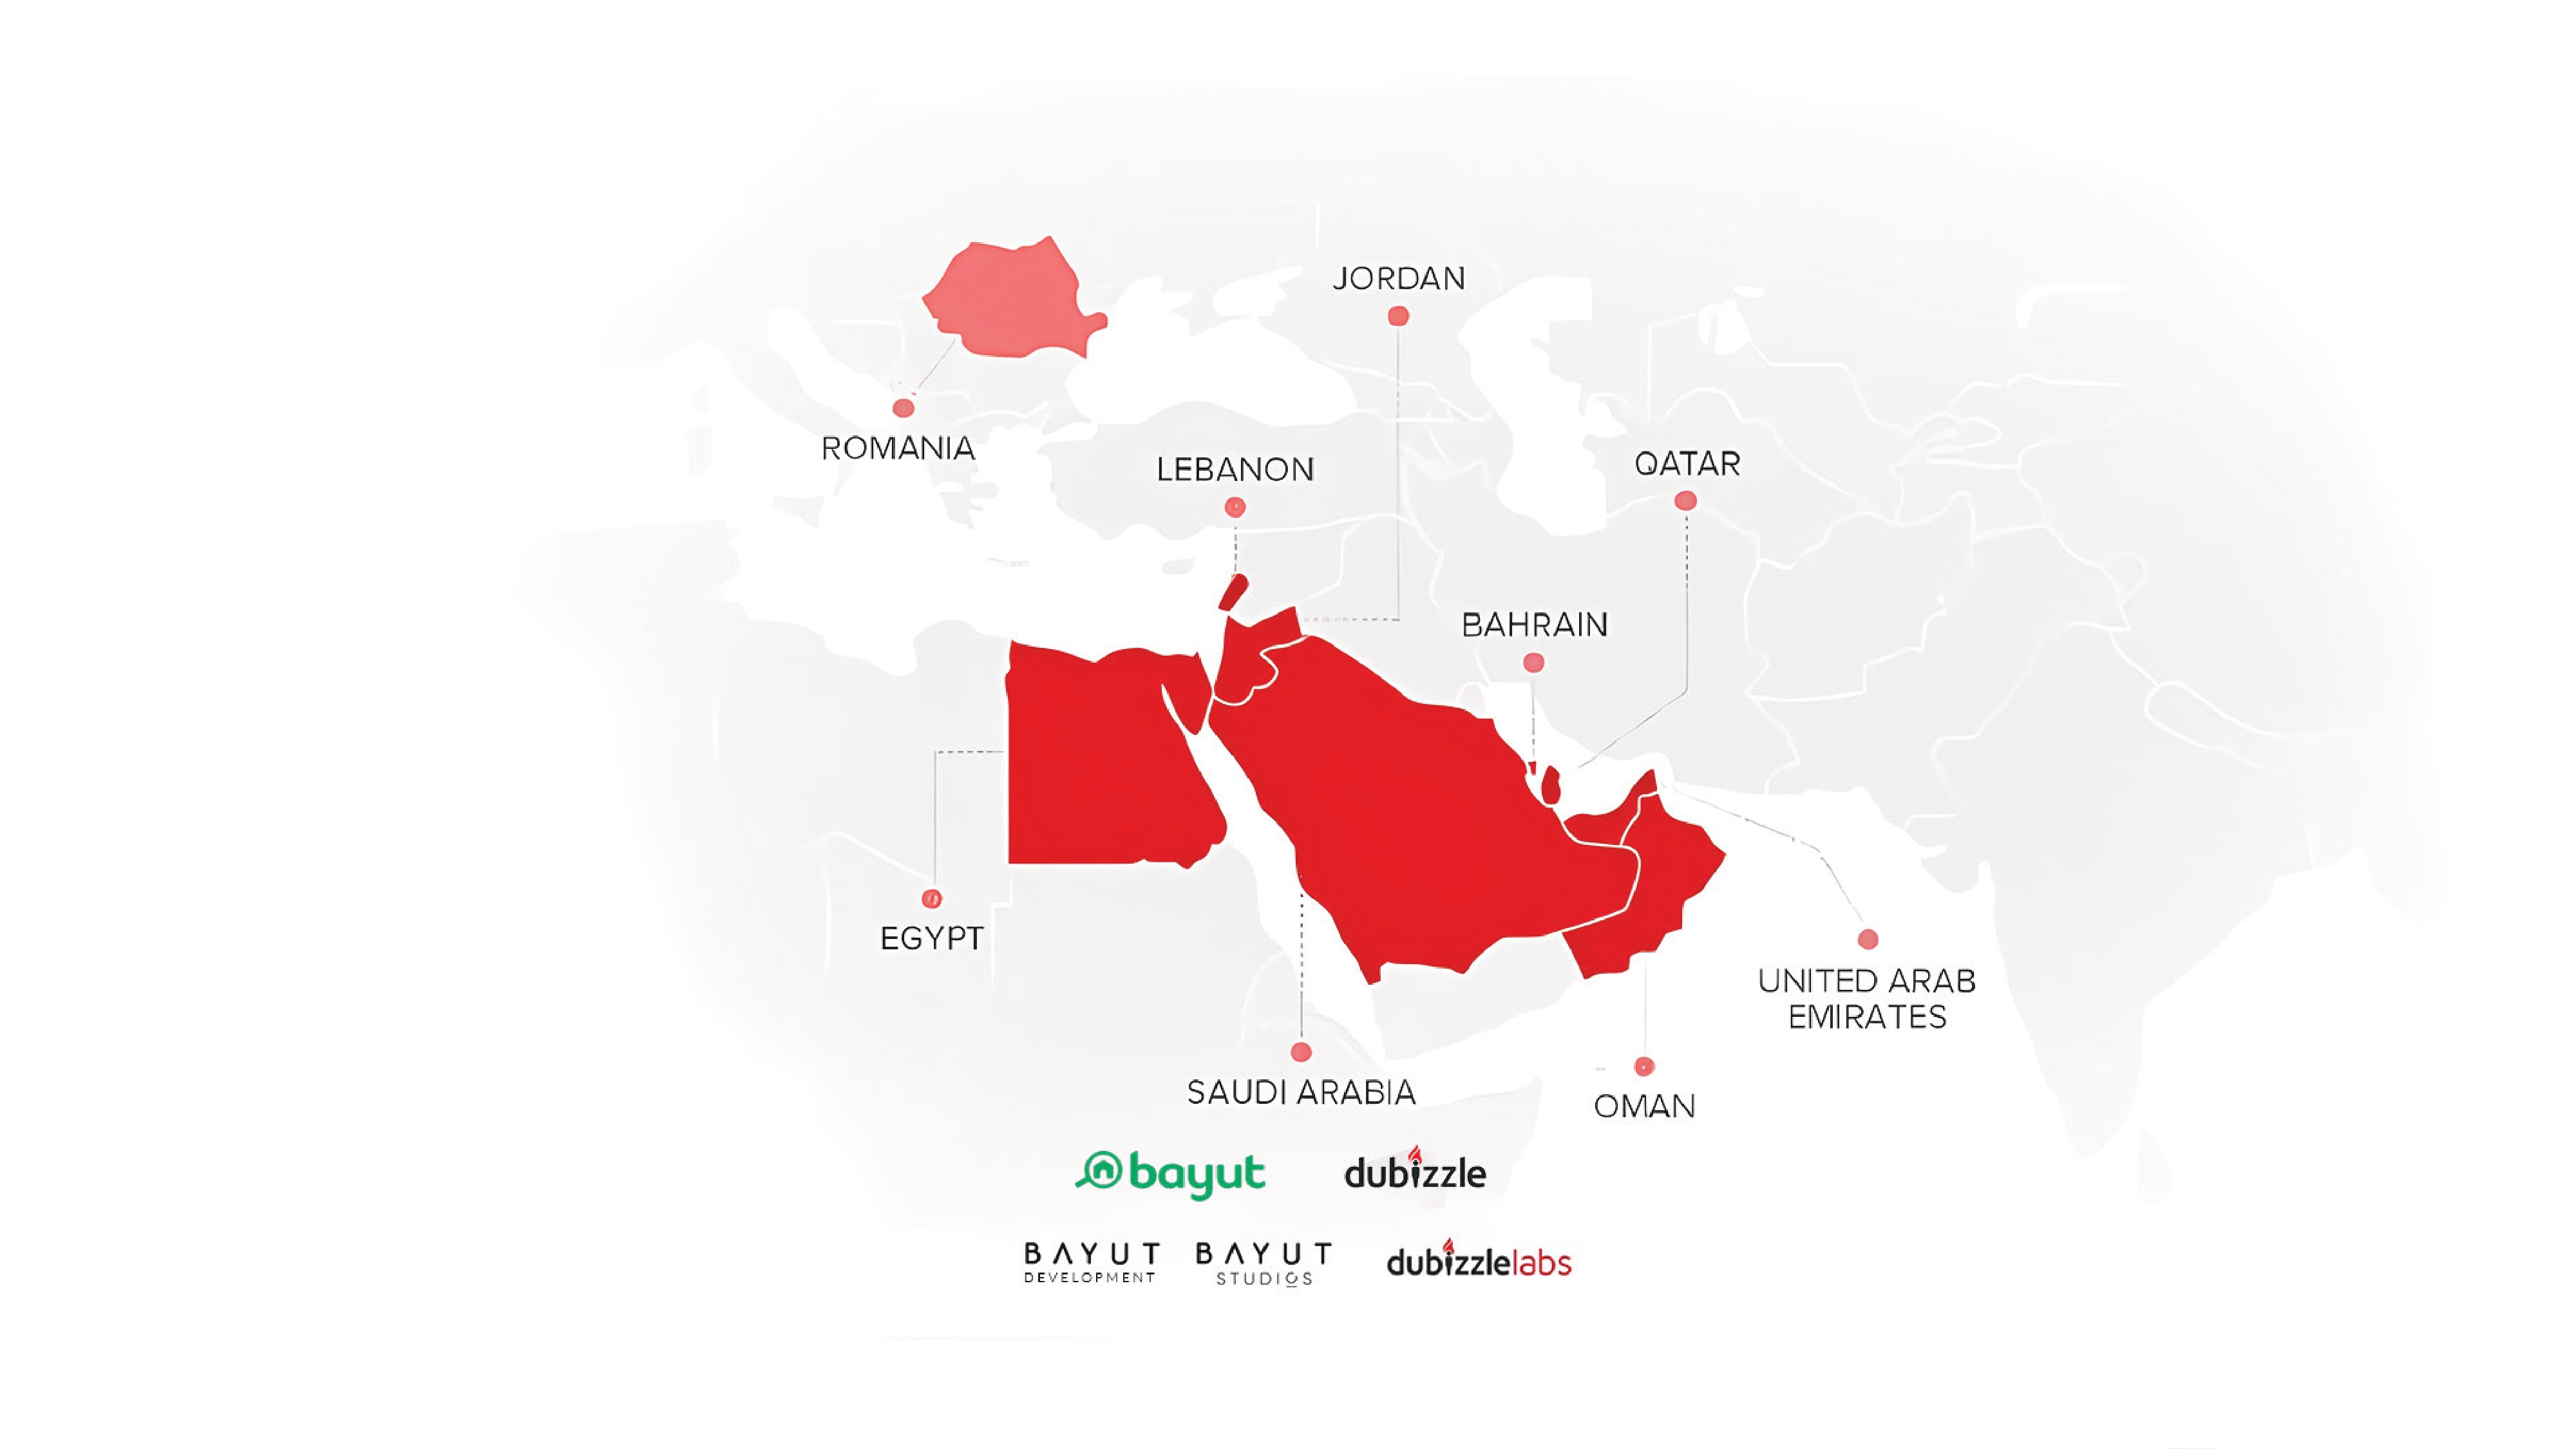 JORDAN
ROMANIA
LEBANON
QATAR
BAHRAIN
EGYPT
UNITED ARAB
EMIRATES
SAUDI ARABIA
OMAN
bayut
dubizzle
BAYUT
DEVELOPMENT
BAYUT
STUDIOS
dubizzlelabs